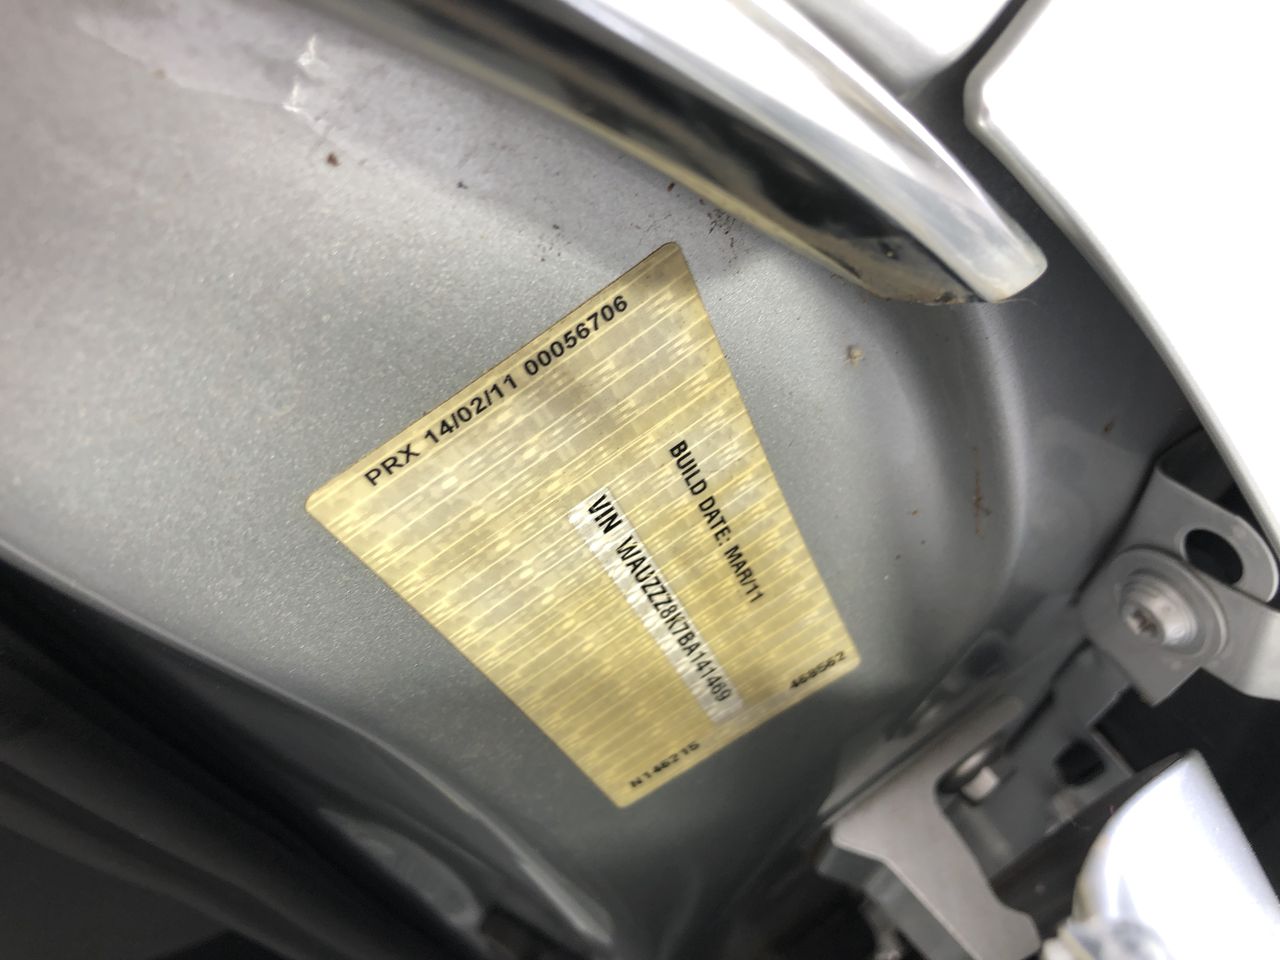 PRX 14/02/11 00056706
BUILD DATE: MAR/11
VIN WAUZZZ8K7BA141469
468562
N146215